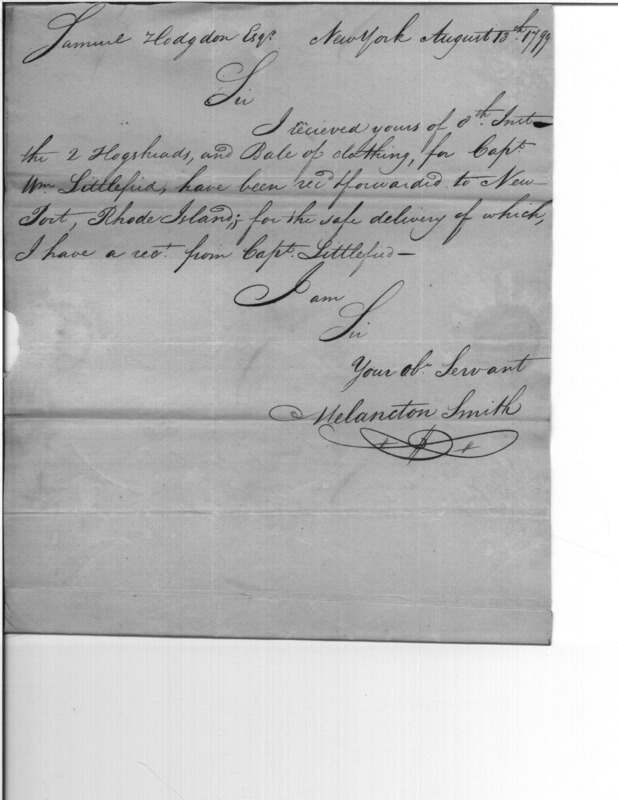 Samuel Hodgdon Esqr. New York August 13th. 1799
Sir
I recieved yours of 8th. Inst—
the 2 Hogsheads, and Bale of clothing, for Capt.
Wm Littlefied, have been recd & forwarded to New-
Port, Rhode Island; for the safe delivery of which,
I have a rect. from Capt. Littlefied—
I am
Sir
Your obt. Servant
Melancton Smith